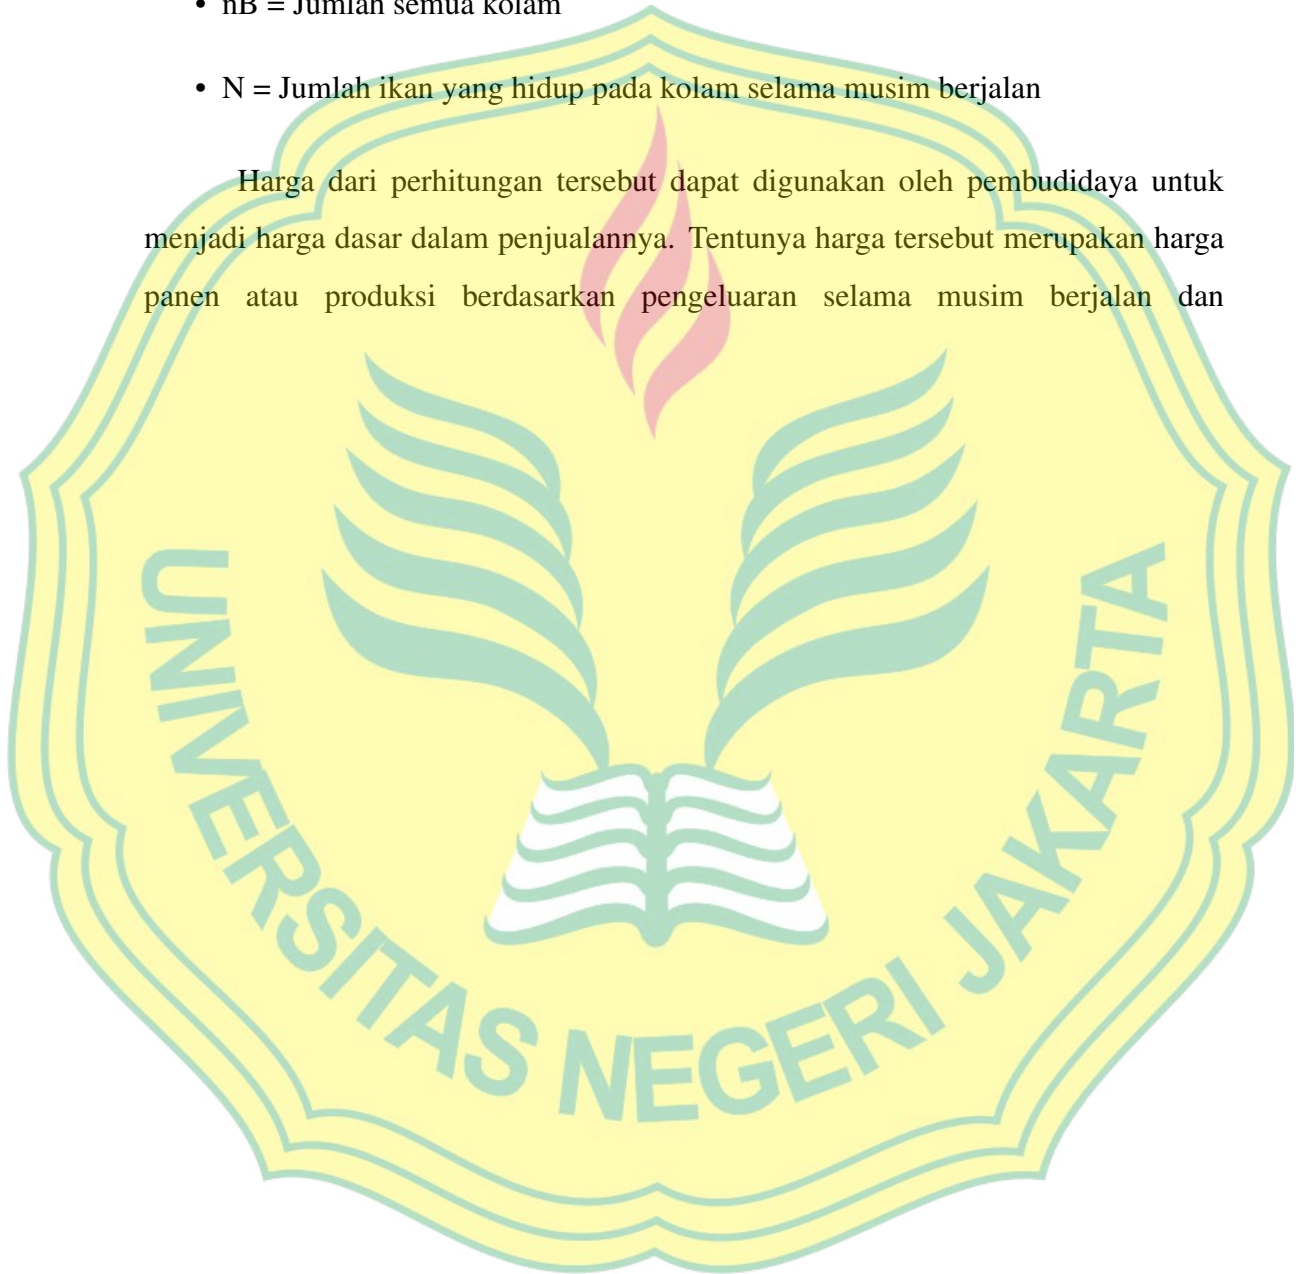 • nB = Jumlah semua kolam
• N = Jumlah ikan yang hidup pada kolam selama musim berjalan
Harga dari perhitungan tersebut dapat digunakan oleh pembudidaya untuk
menjadi harga dasar dalam penjualannya. Tentunya harga tersebut merupakan harga
panen atau produksi berdasarkan pengeluaran selama musim berjalan dan
UNIVERSITAS NEGERI JAKARTA